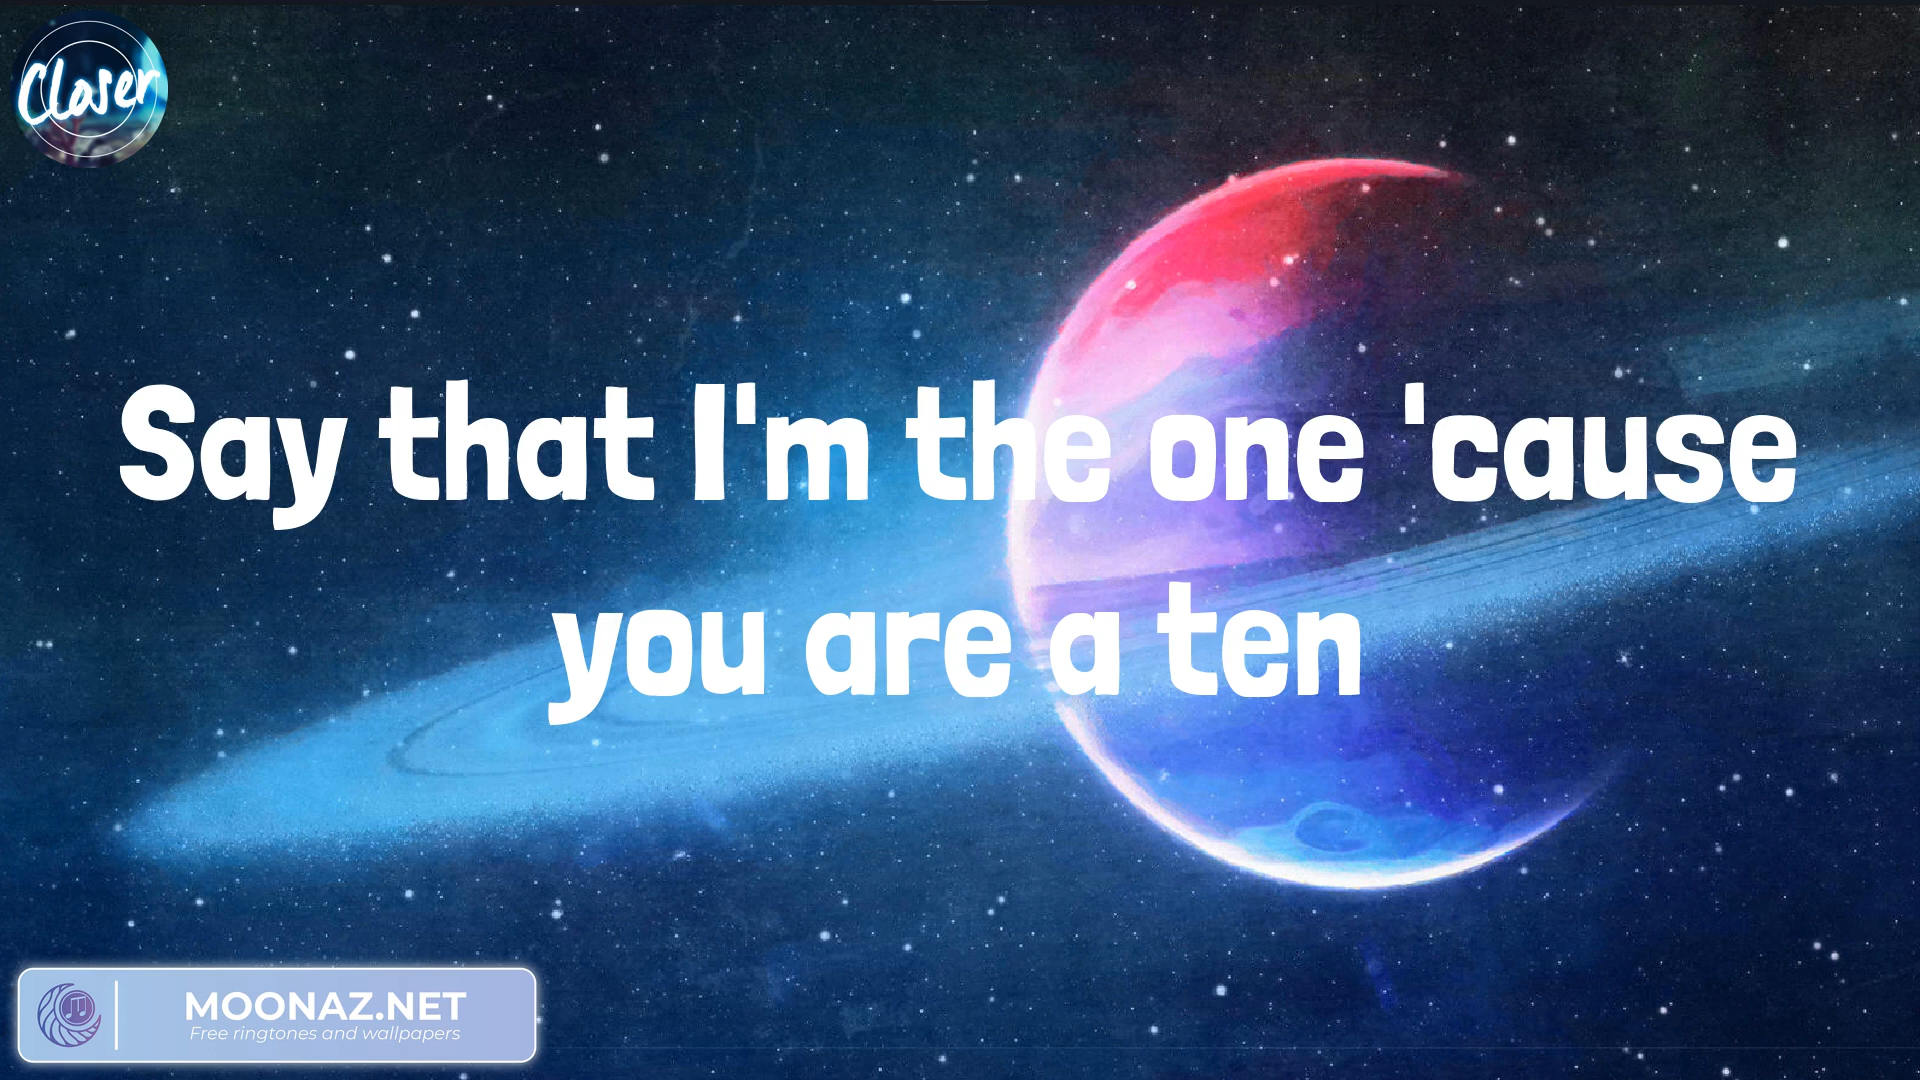 Closer
Say that I'm the one 'cause
you are a ten
MOONAZ.NET
Free ringtones and wallpapers